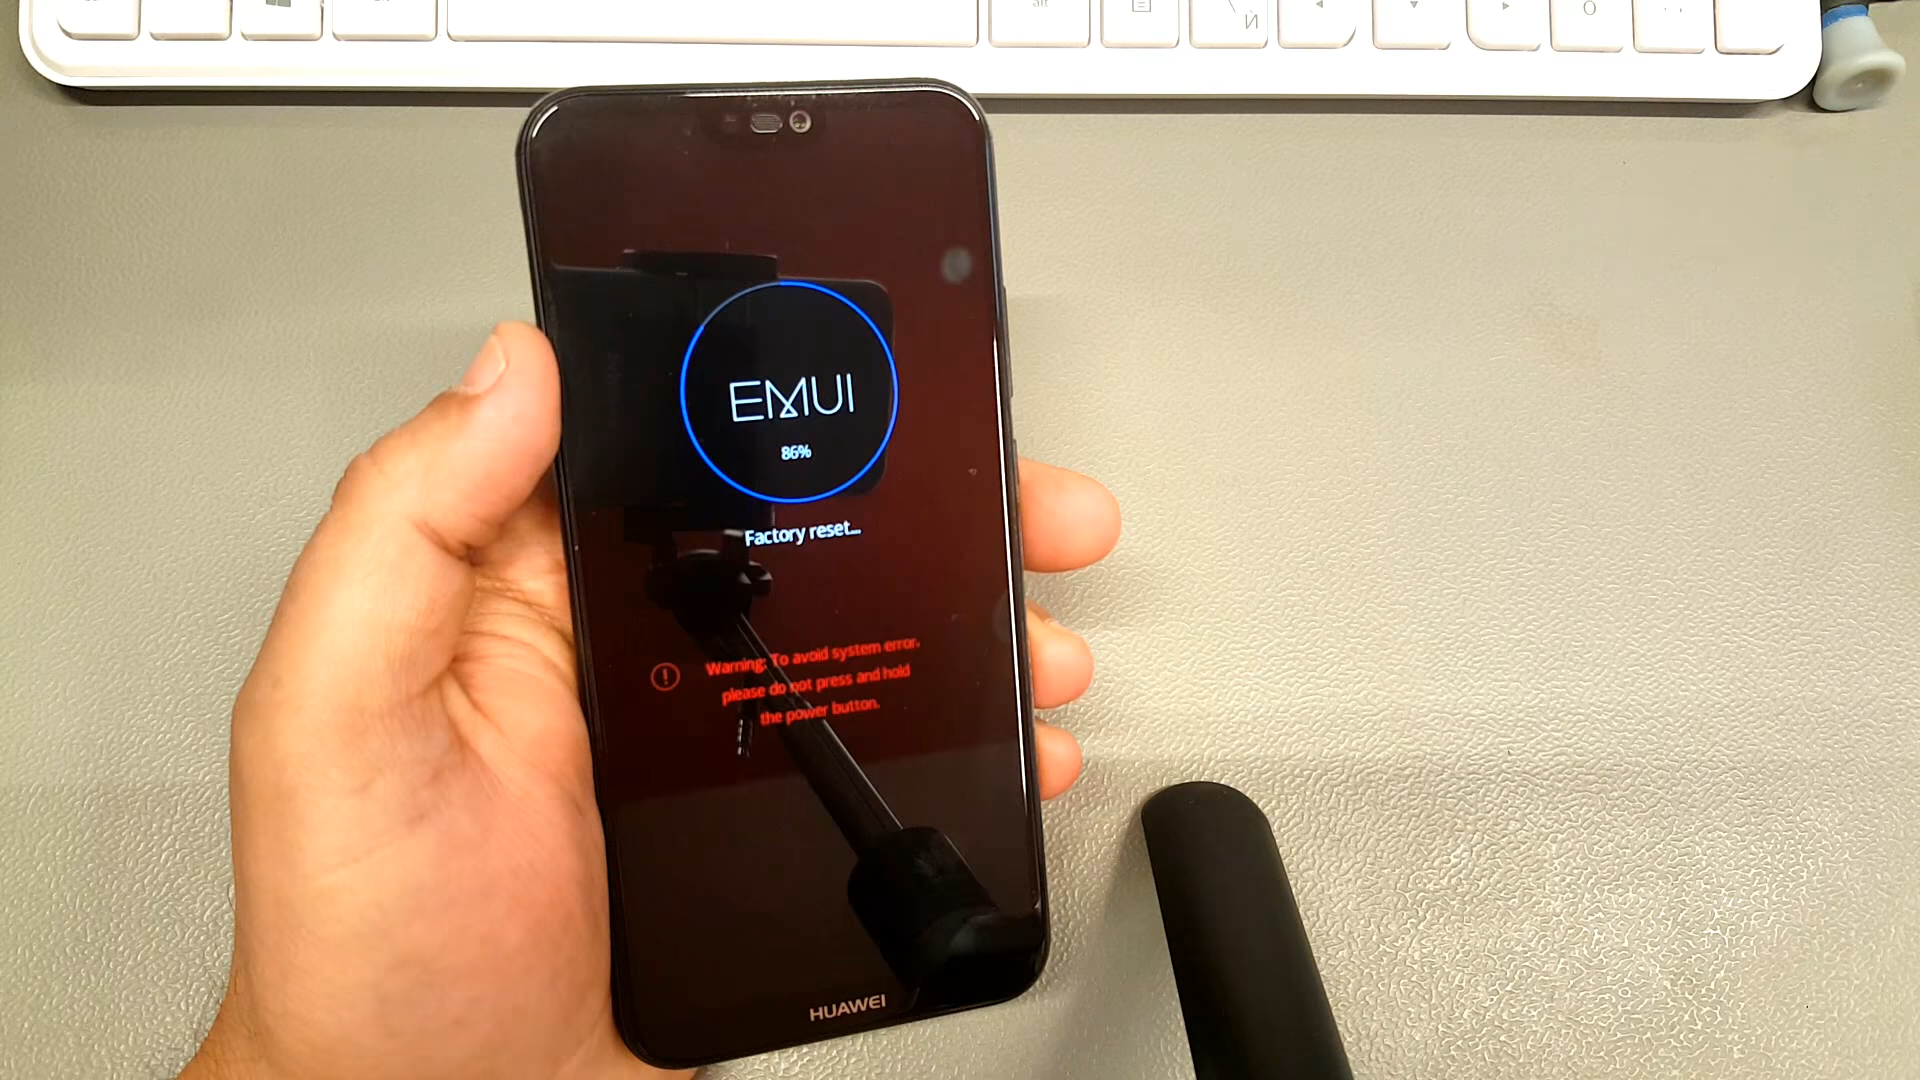 alt
Й
EMUI
86%
Factory reset...
Warning: To avoid system error,
please do not press and hold
the power button.
HUAWEI